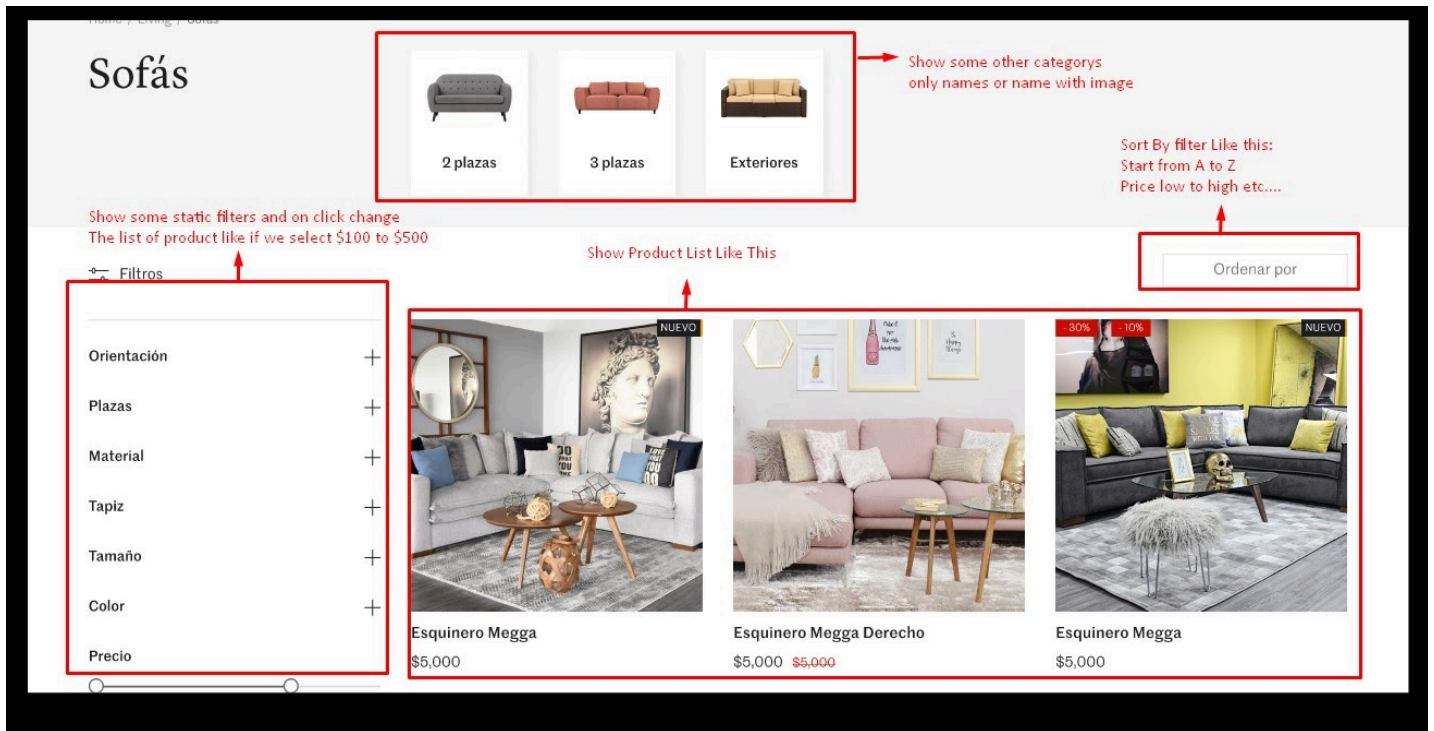 Home / Living / Sofás
Sofás
2 plazas
3 plazas
Exteriores
Show some other categorys
only names or name with image
Sort By filter Like this:
Start from A to Z
Price low to high etc....
Show some static filters and on click change
The list of product like if we select $100 to $500
Show Product List Like This
Filtros
Ordenar por
Orientación
Plazas
Material
Tapiz
Tamaño
Color
Precio
NUEVO
- 30%
- 10%
NUEVO
Esquinero Megga
$5,000
Esquinero Megga Derecho
$5,000 $5,000
Esquinero Megga
$5,000